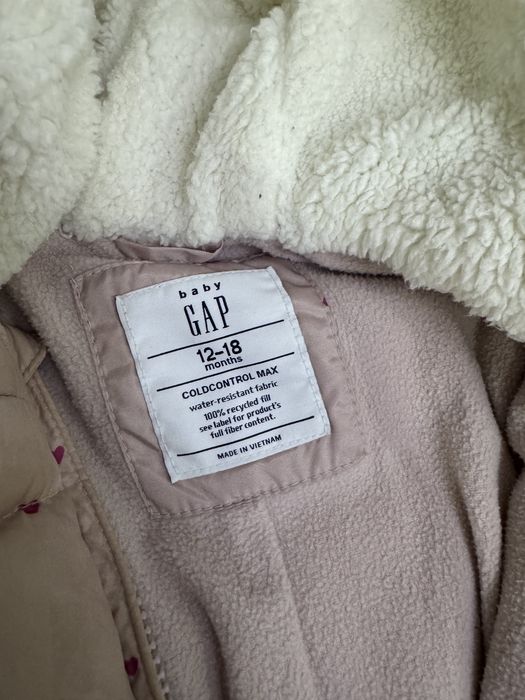 baby
GAP
12-18
months
COLDCONTROL MAX
water-resistant fabric
100% recycled fill
see label for product's
full fiber content.
MADE IN VIETNAM